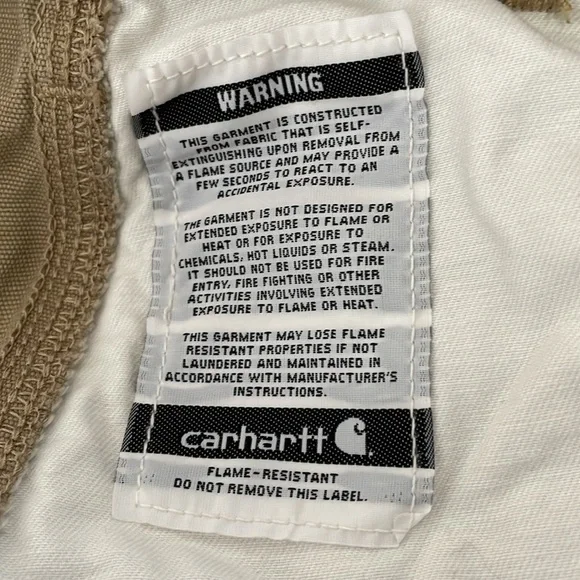 WARNING
THIS GARMENT IS CONSTRUCTED
FROM FABRIC THAT IS SELF-
EXTINGUISHING UPON REMOVAL FROM
A FLAME SOURCE AND MAY PROVIDE A
FEW SECONDS TO REACT TO AN
ACCIDENTAL EXPOSURE.
THE GARMENT IS NOT DESIGNED FOR
EXTENDED EXPOSURE TO FLAME OR
HEAT OR FOR EXPOSURE TO
CHEMICALS, HOT LIQUIDS OR STEAM.
IT SHOULD NOT BE USED FOR FIRE
ENTRY, FIRE FIGHTING OR OTHER
ACTIVITIES INVOLVING EXTENDED
EXPOSURE TO FLAME OR HEAT.
THIS GARMENT MAY LOSE FLAME
RESISTANT PROPERTIES IF NOT
LAUNDERED AND MAINTAINED IN
ACCORDANCE WITH MANUFACTURER'S
INSTRUCTIONS.
carhartt
FLAME-RESISTANT
DO NOT REMOVE THIS LABEL.